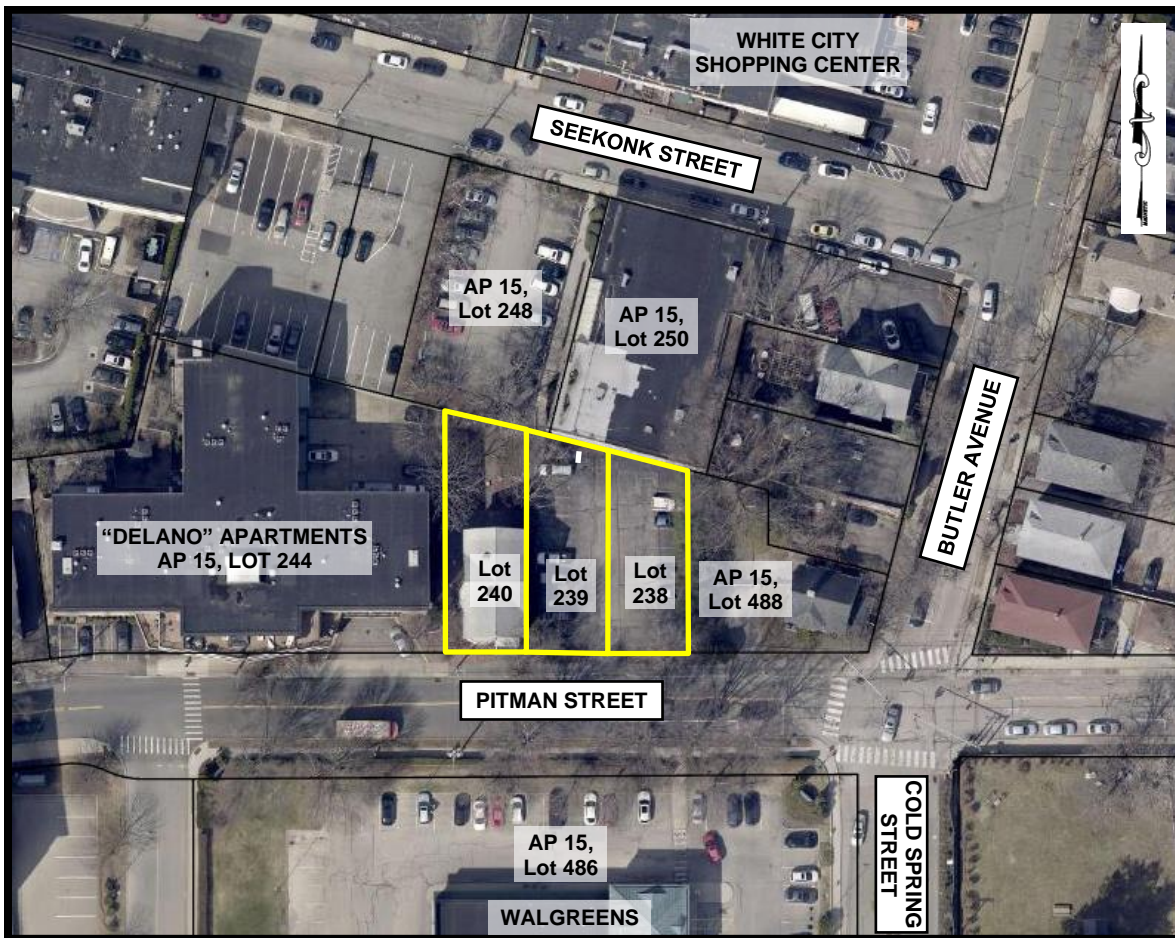 WHITE CITY
SHOPPING CENTER
SEEKONK STREET
AP 15,
Lot 248
AP 15,
Lot 250
BUTLER AVENUE
“DELANO” APARTMENTS
AP 15, LOT 244
Lot
240
Lot
239
Lot
238
AP 15,
Lot 488
PITMAN STREET
AP 15,
Lot 486
WALGREENS
COLD SPRING
STREET